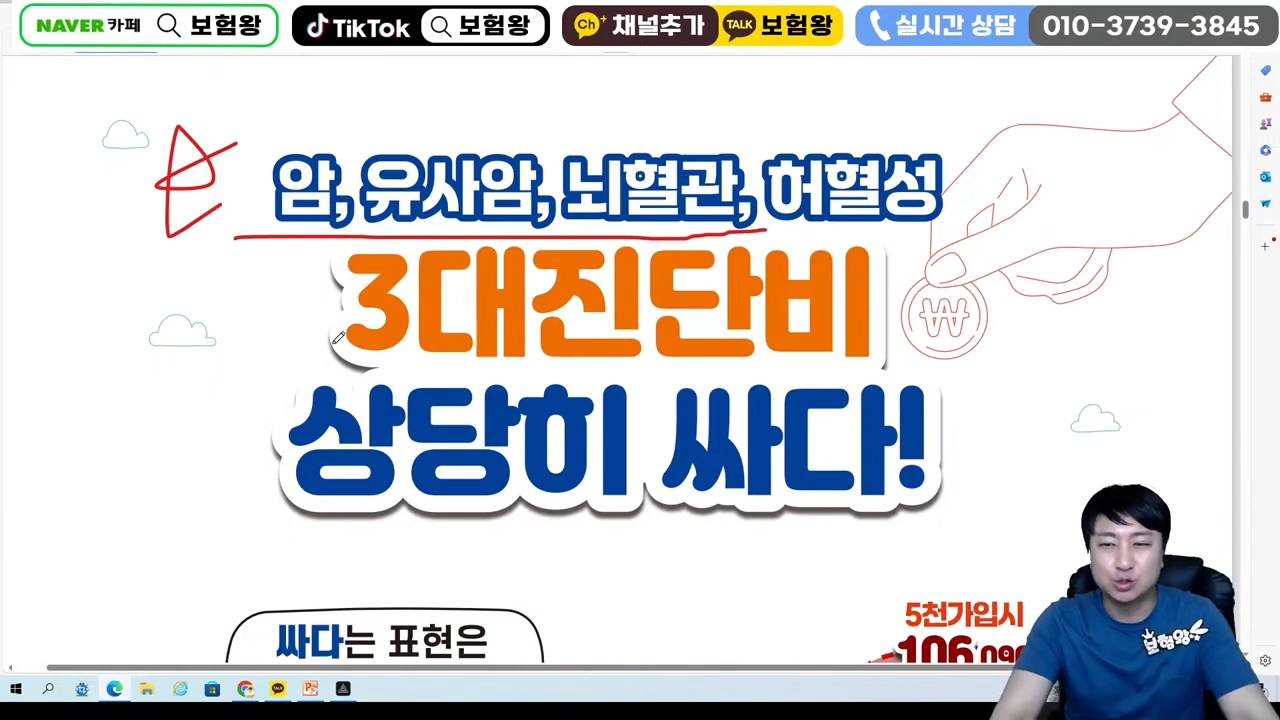 NAVER 카페 보험왕
TikTok 보험왕
Ch+ 채널추가 TALK 보험왕
실시간 상담 010-3739-3845
암, 유사암, 뇌혈관, 허혈성
3대진단비
상당히 싸다!
싸다는 표현은
5천가입시
보험왕